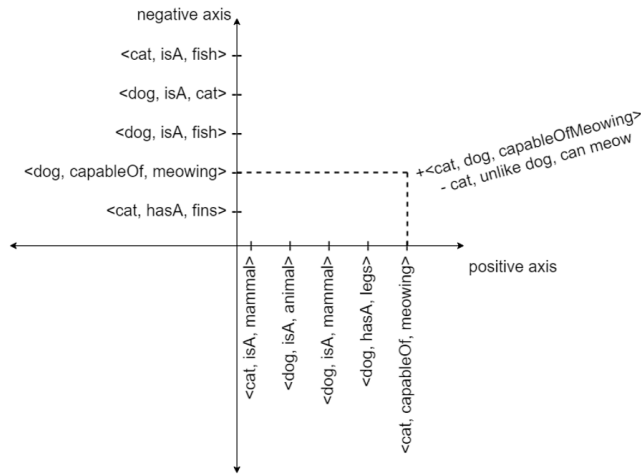 negative axis
<cat, isA, fish>
<dog, isA, cat>
<dog, isA, fish>
<dog, capableOf, meowing>
<cat, hasA, fins>
+<cat, dog, capableOfMeowing>
- cat, unlike dog, can meow
positive axis
<cat, isA, mammal>
<dog, isA, animal>
<dog, isA, mammal>
<dog, hasA, legs>
<cat, capableOf, meowing>